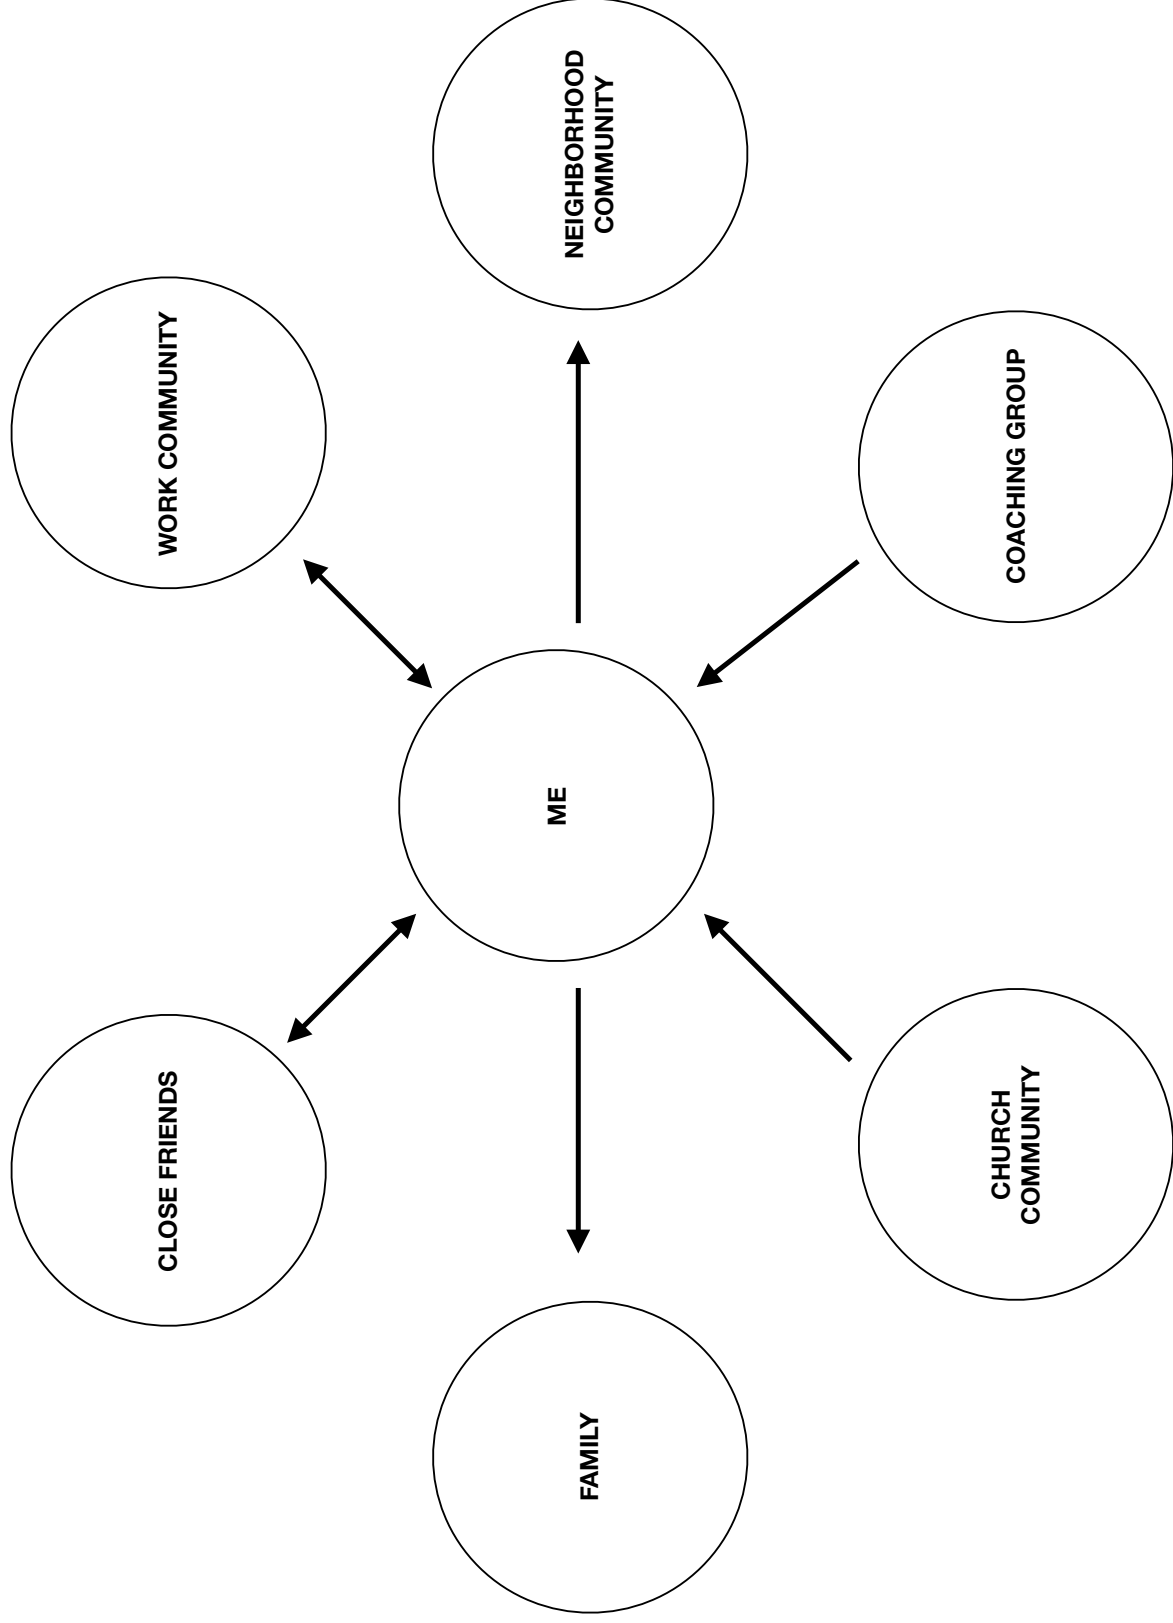 CLOSE FRIENDS
WORK COMMUNITY
FAMILY
ME
NEIGHBORHOOD
COMMUNITY
CHURCH
COMMUNITY
COACHING GROUP